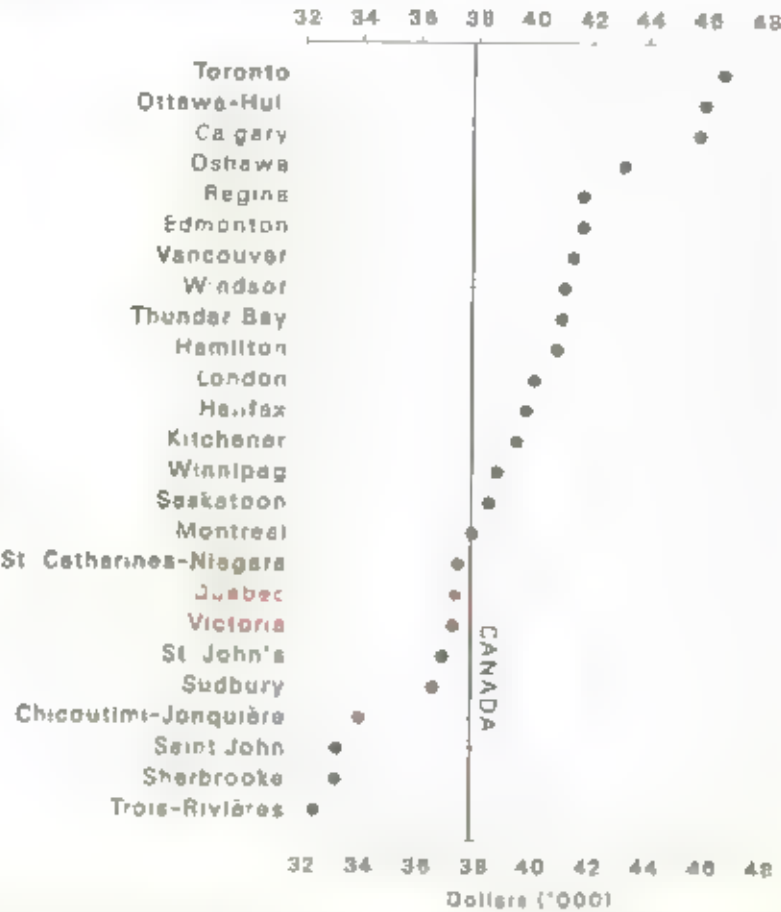 32 34 36 38 40 42 44 46 48
Toronto
Ottawa-Hul
Calgary
Oshawa
Regina
Edmonton
Vancouver
Windsor
Thunder Bay
Hamilton
London
Halifax
Kitchener
Winnipeg
Saskatoon
Montreal
St Catharines-Niagara
Quebec
Victoria
St John's
Sudbury
CANADA
Chicoutimi-Jonquière
Saint John
Sherbrooke
Trois-Rivières
32 34 36 38 40 42 44 46 48
Dollars ('000)